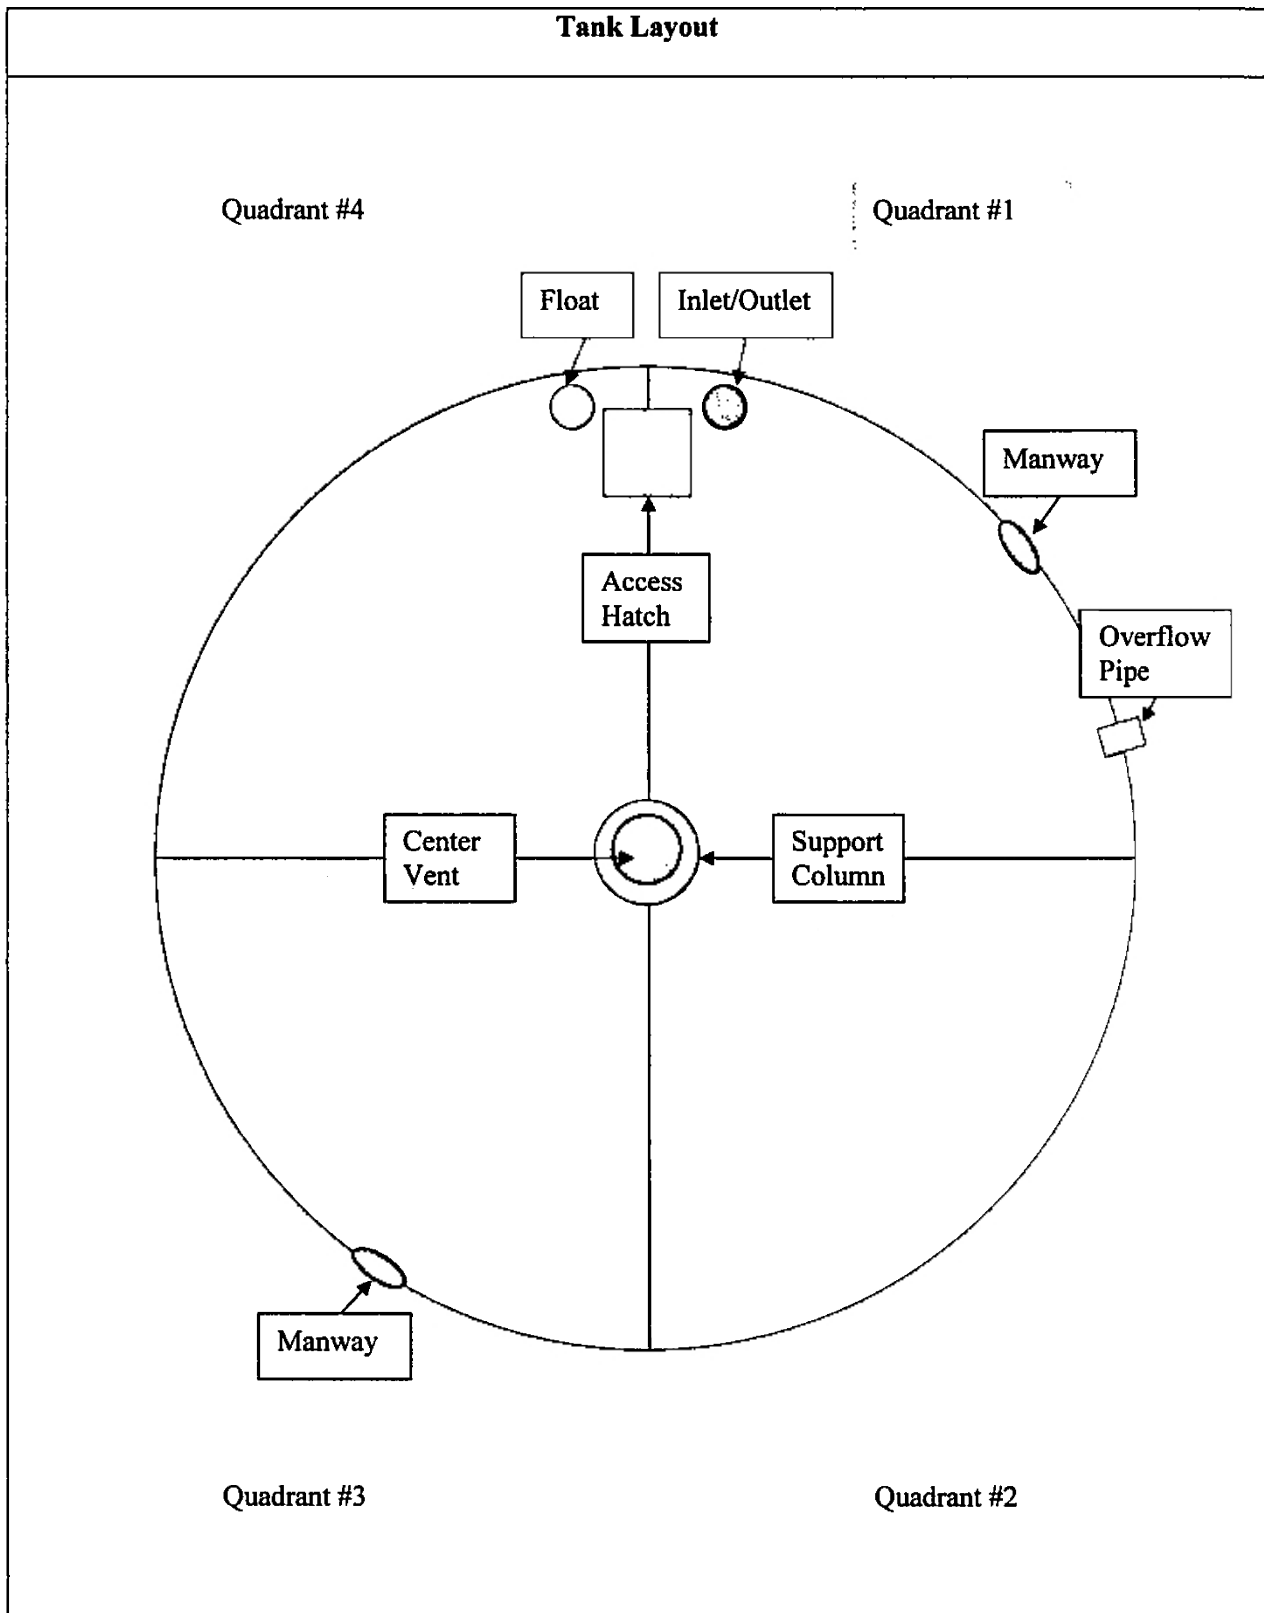 Tank Layout
Quadrant #4
Quadrant #1
Float
Inlet/Outlet
Manway
Access
Hatch
Overflow
Pipe
Center
Vent
Support
Column
Manway
Quadrant #3
Quadrant #2